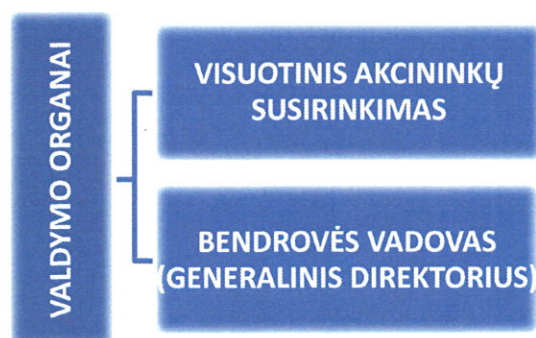 VALDYMO ORGANAI
VISUOTINIS AKCININKŲ
SUSIRINKIMAS
BENDROVĖS VADOVAS
(GENERALINIS DIREKTORIUS)